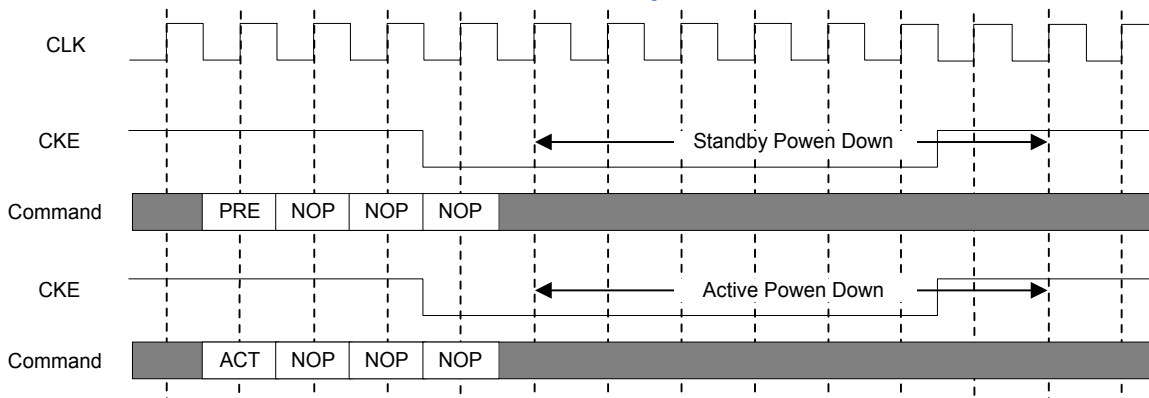 CLK
CKE
Standby Powen Down
Command
PRE NOP NOP NOP
CKE
Active Powen Down
Command
ACT NOP NOP NOP